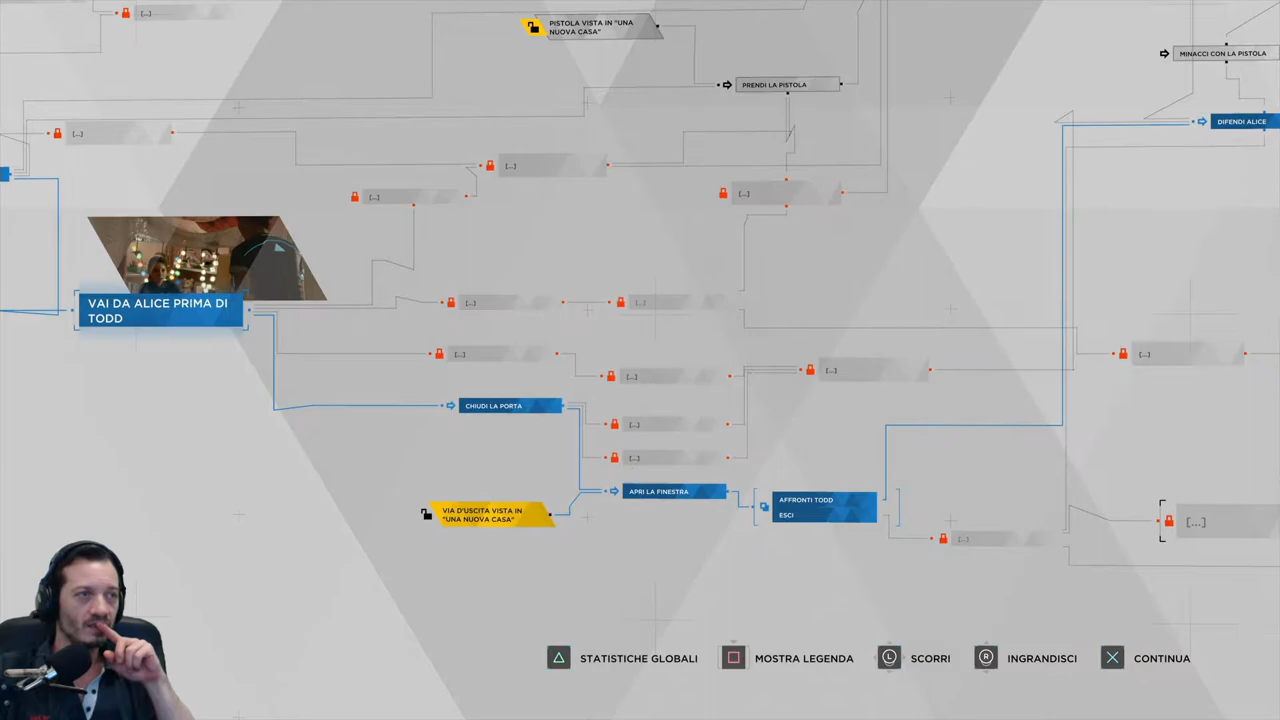 [...]
PISTOLA VISTA IN "UNA
NUOVA CASA"
MINACCI CON LA PISTOLA
PRENDI LA PISTOLA
DIFENDI ALICE
[...]
[...]
[...]
[...]
VAI DA ALICE PRIMA DI
TODD
[...]
[...]
[...]
[...]
[...]
[...]
CHIUDI LA PORTA
[...]
[...]
APRI LA FINESTRA
VIA D'USCITA VISTA IN
"UNA NUOVA CASA"
AFFRONTI TODD
ESCI
[...]
[...]
STATISTICHE GLOBALI
MOSTRA LEGENDA
L
SCORRI
R
INGRANDISCI
CONTINUA